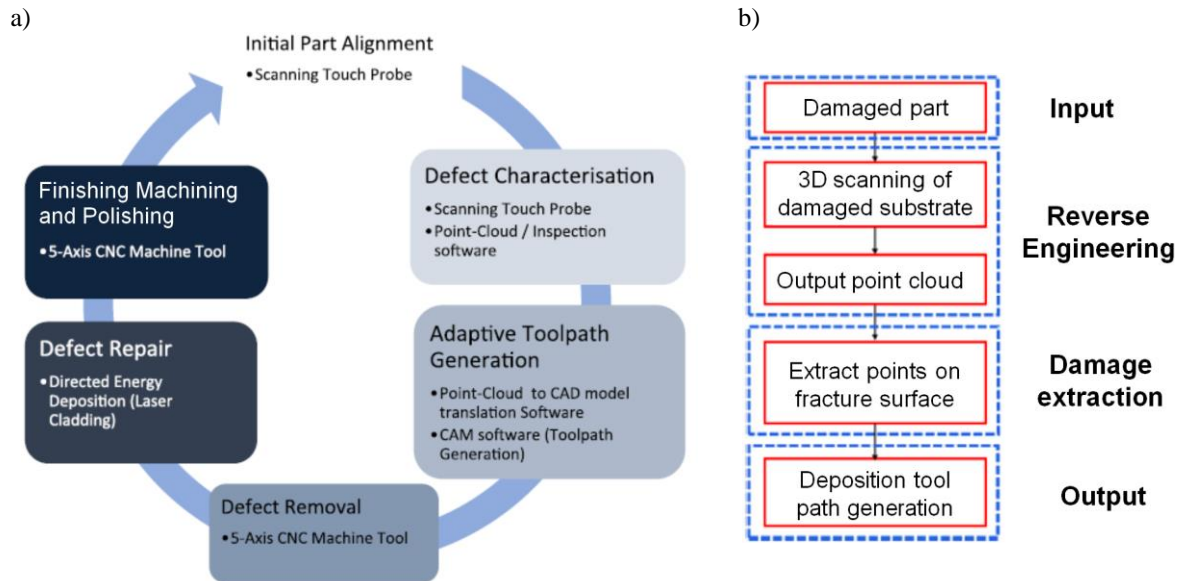 a)
Initial Part Alignment
•Scanning Touch Probe
Defect Characterisation
•Scanning Touch Probe
•Point-Cloud / Inspection
software
Adaptive Toolpath
Generation
•Point-Cloud to CAD model
translation Software
•CAM software (Toolpath
Generation)
Defect Removal
•5-Axis CNC Machine Tool
Defect Repair
•Directed Energy
Deposition (Laser
Cladding)
Finishing Machining
and Polishing
•5-Axis CNC Machine Tool
b)
Damaged part
Input
3D scanning of
damaged substrate
Output point cloud
Reverse
Engineering
Extract points on
fracture surface
Damage
extraction
Deposition tool
path generation
Output